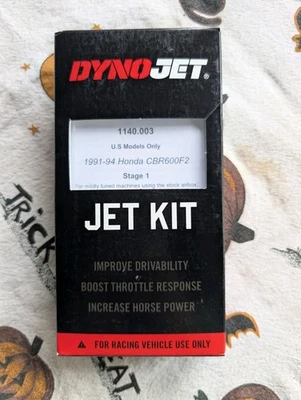 DYNOJET®
1140.003
U.S Models Only
1991-94 Honda CBR600F2
Stage 1
For mildly tuned machines using the stock airbox
JET KIT
IMPROVE DRIVABILITY
BOOST THROTTLE RESPONSE
INCREASE HORSE POWER
FOR RACING VEHICLE USE ONLY
TRICK
TREAT